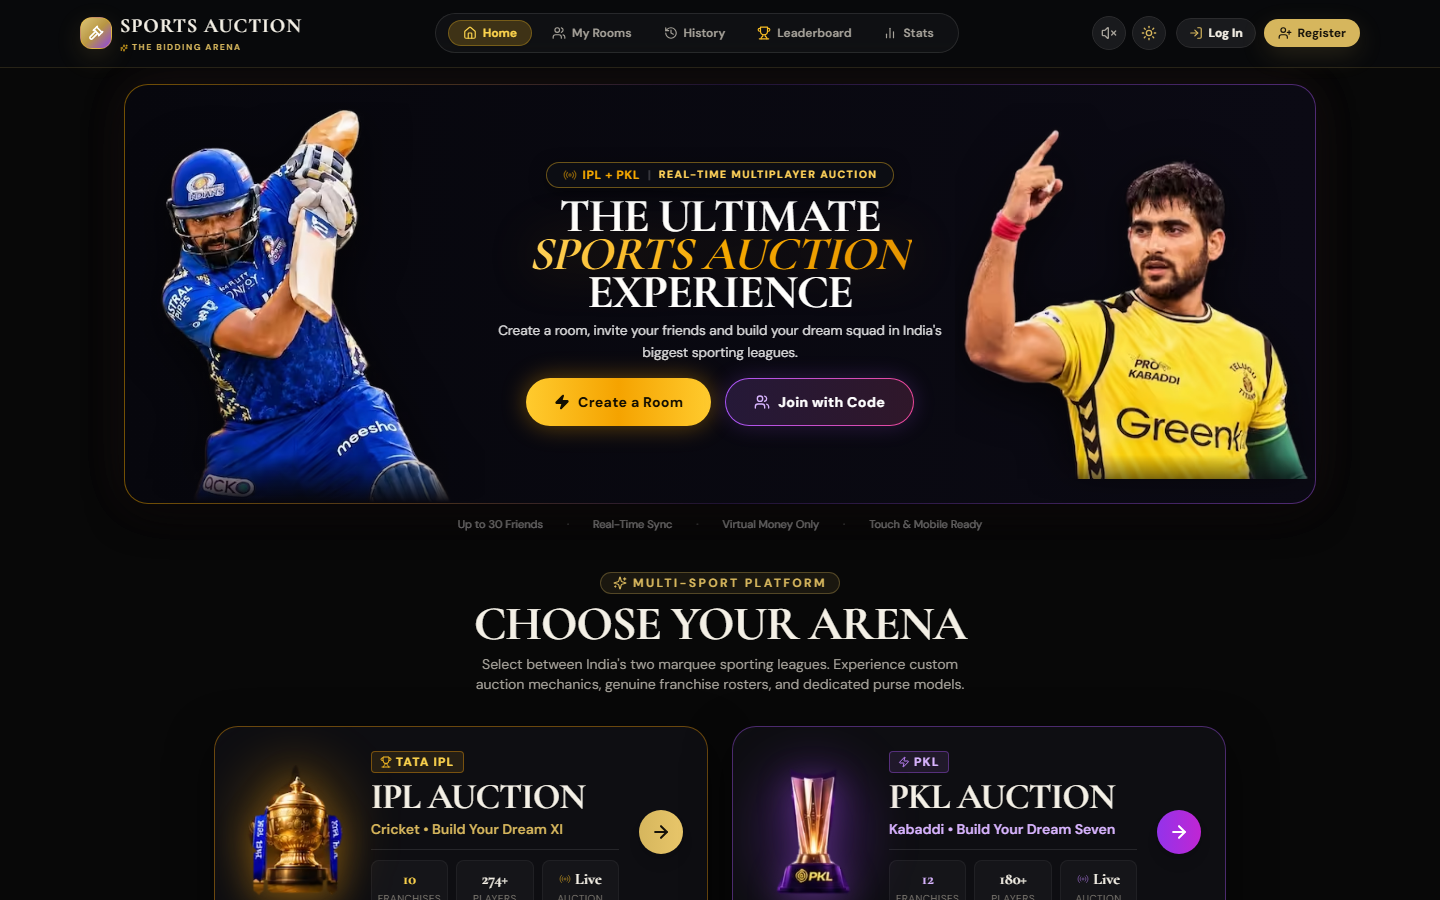 SPORTS AUCTION
THE BIDDING ARENA
Home
My Rooms
History
Leaderboard
Stats
Log In
Register
IPL + PKL | REAL-TIME MULTIPLAYER AUCTION
THE ULTIMATE
SPORTS AUCTION
EXPERIENCE
Create a room, invite your friends and build your dream squad in India's
biggest sporting leagues.
Create a Room
Join with Code
INDIANS
ASTRAL
PIPES
meesho
ACKO
PRO
KABADDI
TELUGU
TITANS
Greenk
Up to 30 Friends · Real-Time Sync · Virtual Money Only · Touch & Mobile Ready
MULTI-SPORT PLATFORM
CHOOSE YOUR ARENA
Select between India's two marquee sporting leagues. Experience custom
auction mechanics, genuine franchise rosters, and dedicated purse models.
TATA IPL
IPL AUCTION
Cricket • Build Your Dream XI
10
274+
Live
FRANCHISES
PLAYERS
AUCTION
PKL
PKL AUCTION
Kabaddi • Build Your Dream Seven
PKL
12
180+
Live
FRANCHISES
PLAYERS
AUCTION